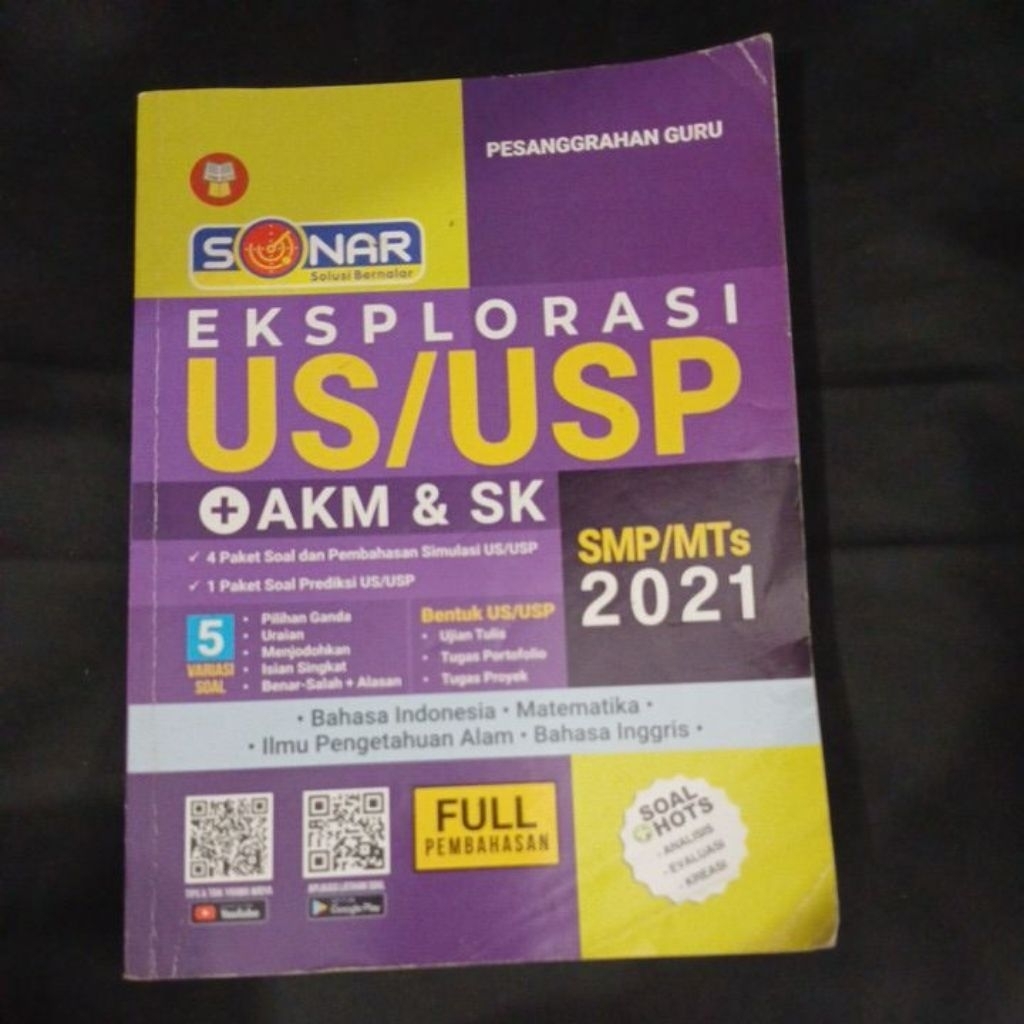 PESANGGRAHAN GURU
SONAR
Solusi Bernalar
EKSPLORASI
US/USP
+ AKM & SK
✓ 4 Paket Soal dan Pembahasan Simulasi US/USP
✓ 1 Paket Soal Prediksi US/USP
SMP/MTs
2021
5
VARIASI
SOAL
• Pilihan Ganda
• Uraian
• Menjodohkan
• Isian Singkat
• Benar-Salah + Alasan
Bentuk US/USP
• Ujian Tulis
• Tugas Portofolio
• Tugas Proyek
• Bahasa Indonesia • Matematika •
• Ilmu Pengetahuan Alam • Bahasa Inggris •
YouTube
Google Play
FULL
PEMBAHASAN
SOAL
+HOTS
- ANALISIS
- EVALUASI
- KREASI